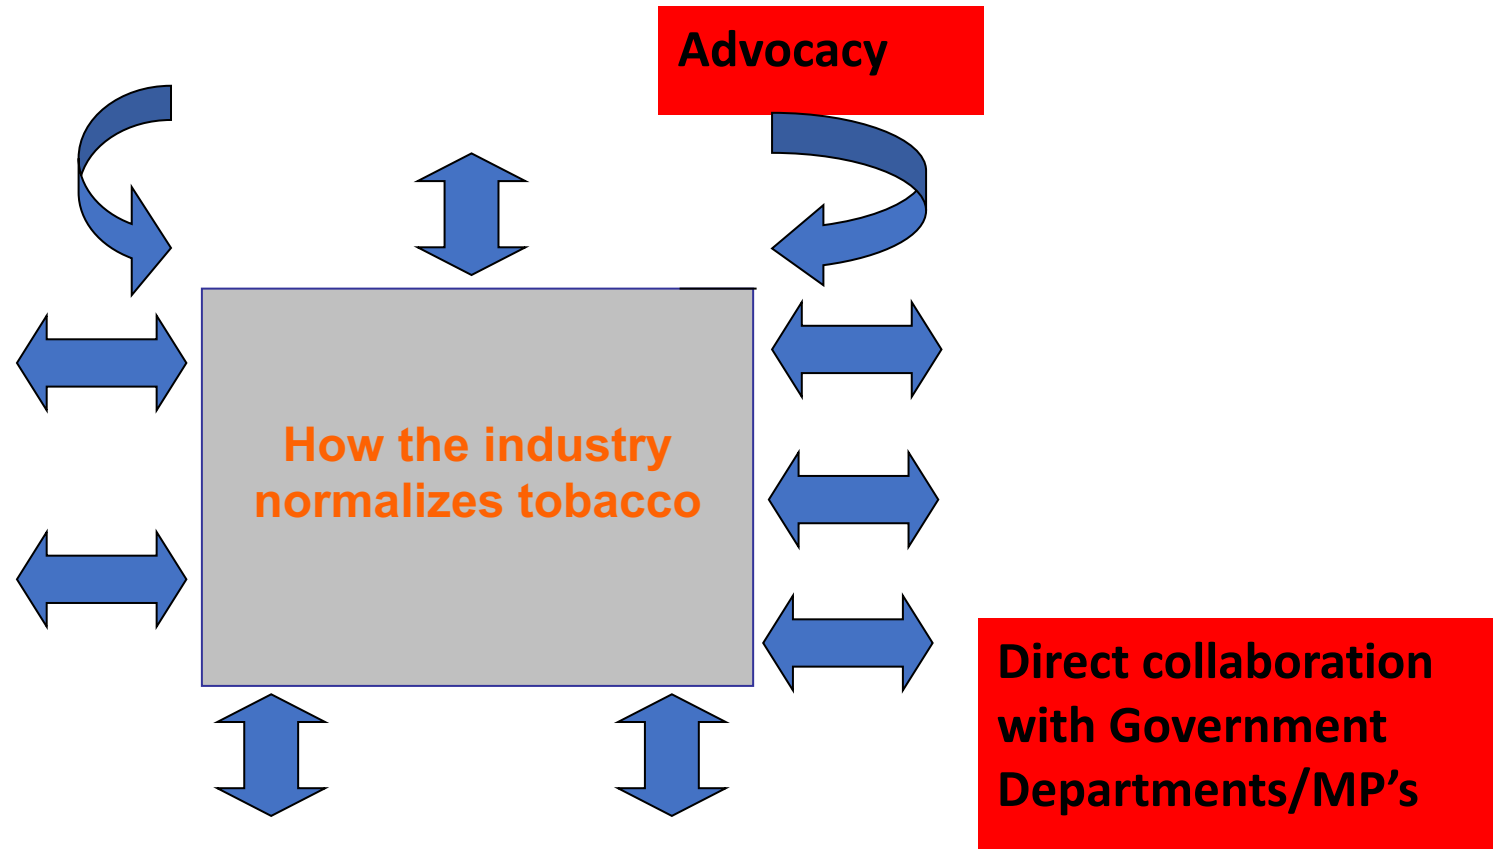 Advocacy
How the industry
normalizes tobacco
Direct collaboration
with Government
Departments/MP’s